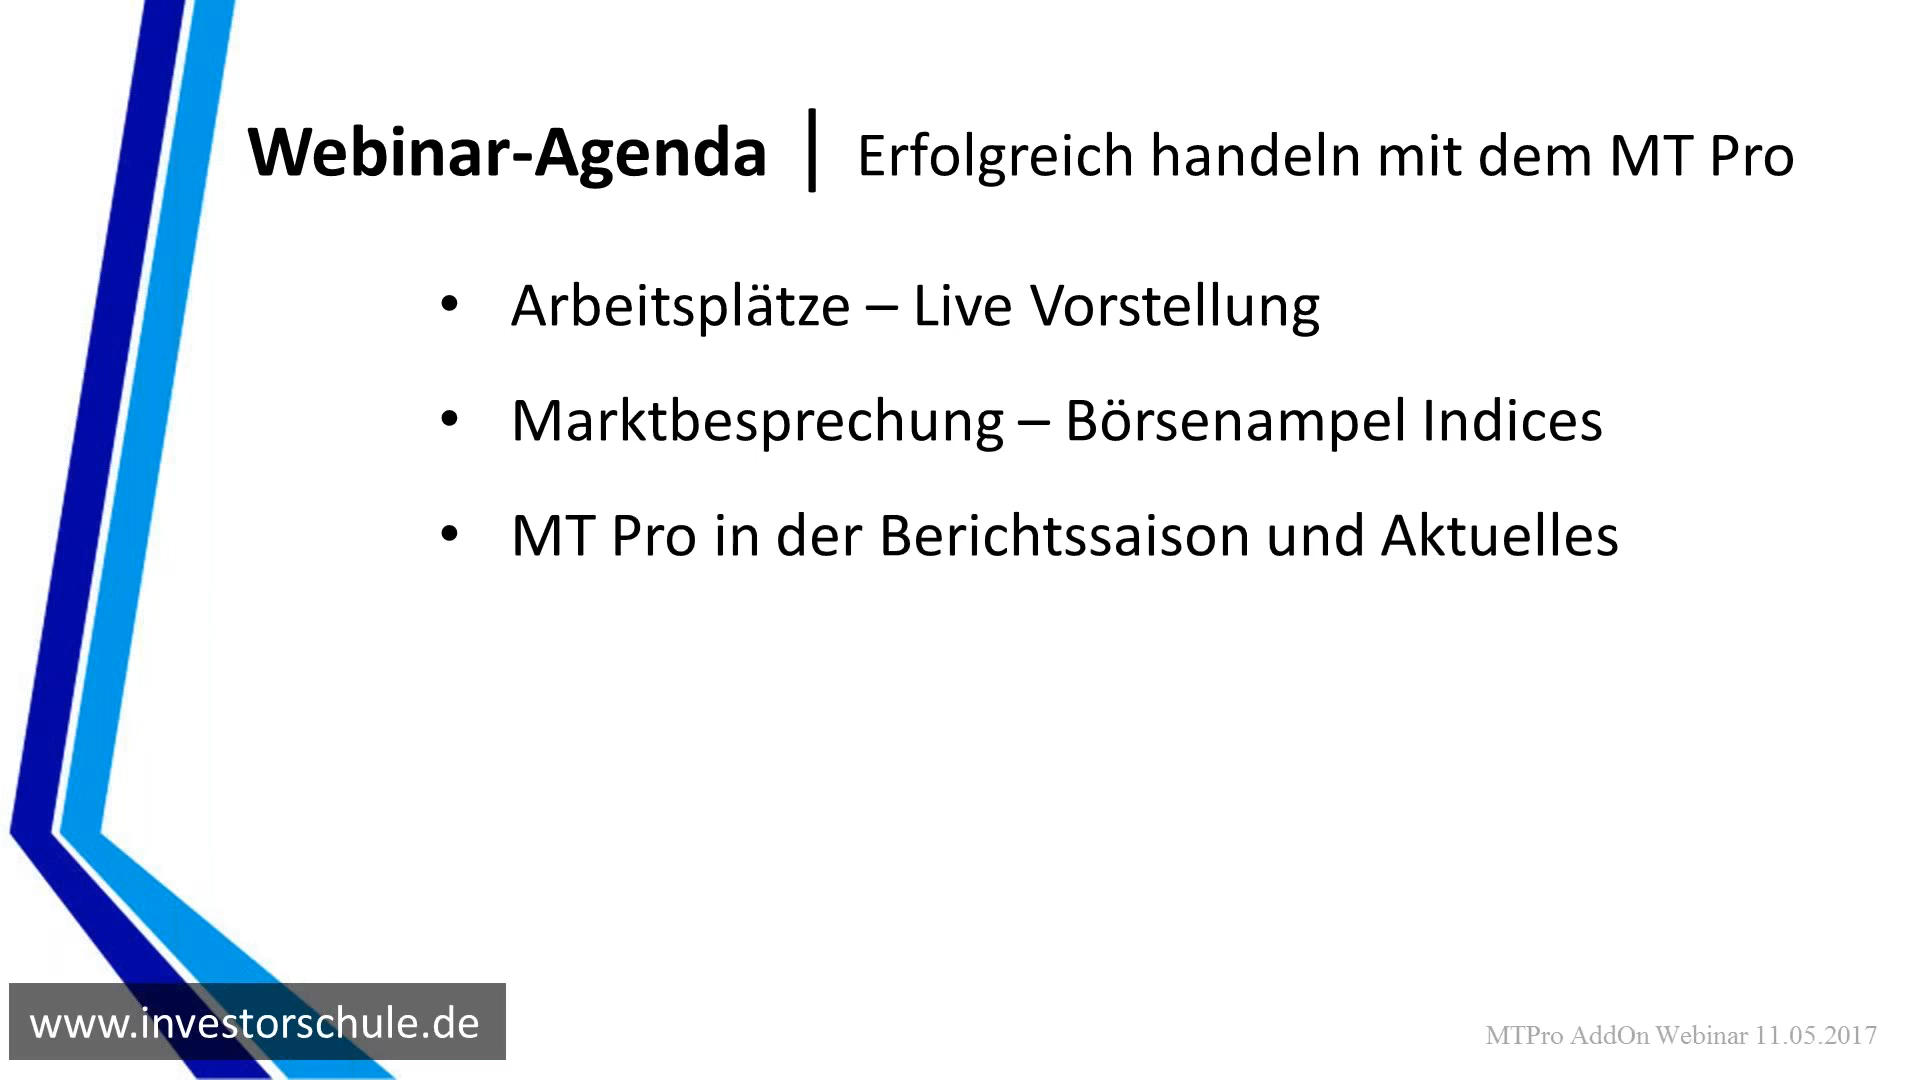 Webinar-Agenda | Erfolgreich handeln mit dem MT Pro
• Arbeitsplätze – Live Vorstellung
• Marktbesprechung – Börsenampel Indices
• MT Pro in der Berichtssaison und Aktuelles
www.investorschule.de
MTPro AddOn Webinar 11.05.2017